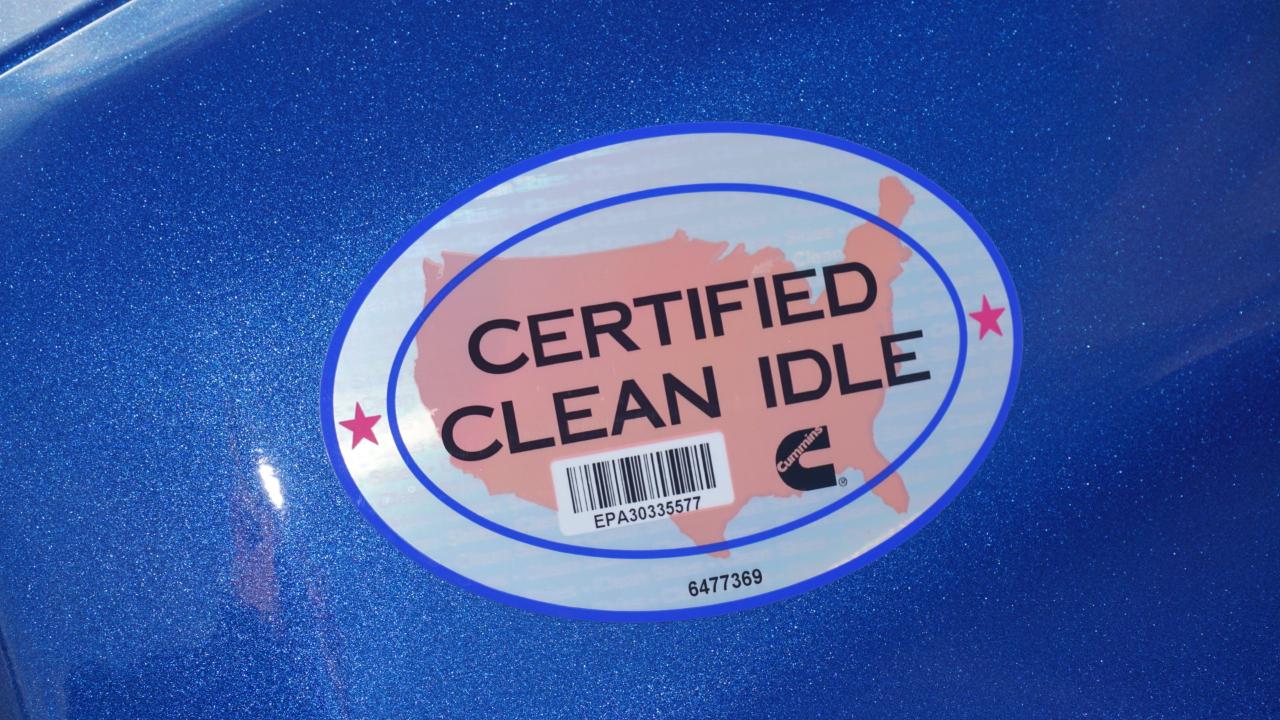 CERTIFIED
CLEAN IDLE
EPA30335577
Cummins
®
6477369